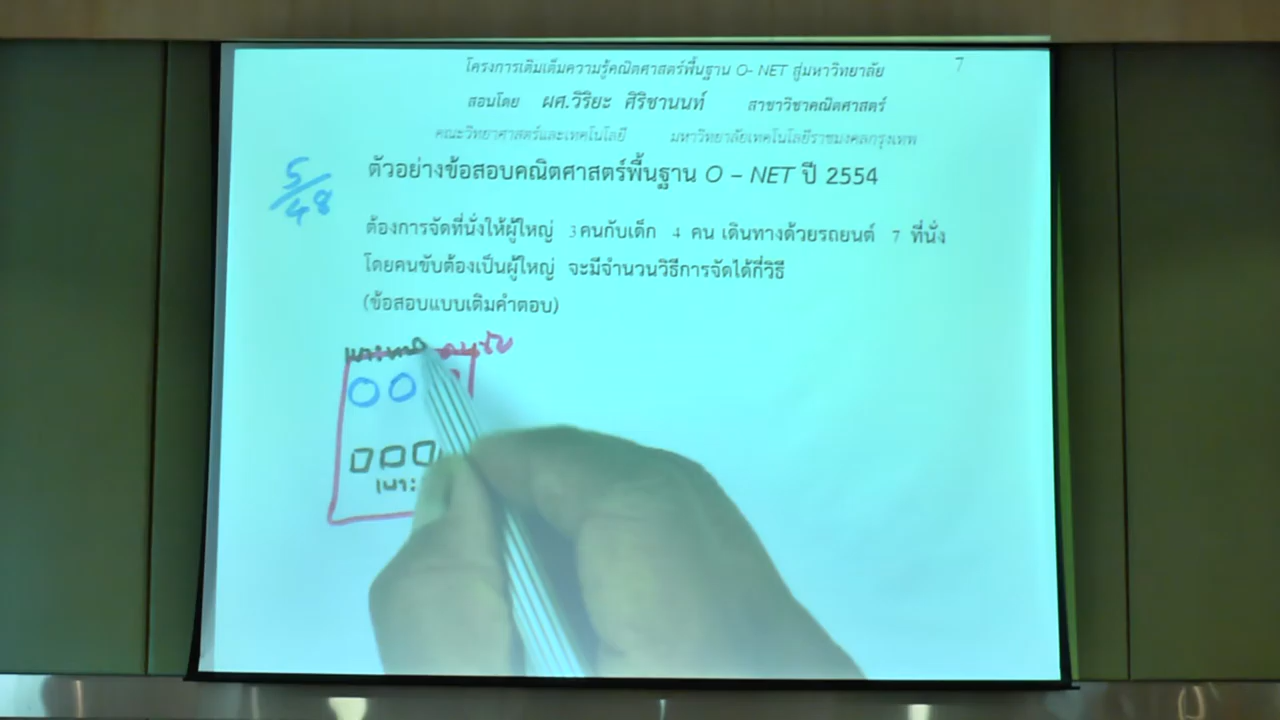 โครงการเติมเต็มความรู้คณิตศาสตร์พื้นฐาน O- NET สู่มหาวิทยาลัย 7
สอนโดย ผศ.วิริยะ ศิริชานนท์ สาขาวิชาคณิตศาสตร์
คณะวิทยาศาสตร์และเทคโนโลยี มหาวิทยาลัยเทคโนโลยีราชมงคลกรุงเทพ
5/48
ตัวอย่างข้อสอบคณิตศาสตร์พื้นฐาน O – NET ปี 2554
ต้องการจัดที่นั่งให้ผู้ใหญ่ 3คนกับเด็ก 4 คน เดินทางด้วยรถยนต์ 7 ที่นั่ง
โดยคนขับต้องเป็นผู้ใหญ่ จะมีจำนวนวิธีการจัดได้กี่วิธี
(ข้อสอบแบบเติมคำตอบ)
คนขับ
เพาะ